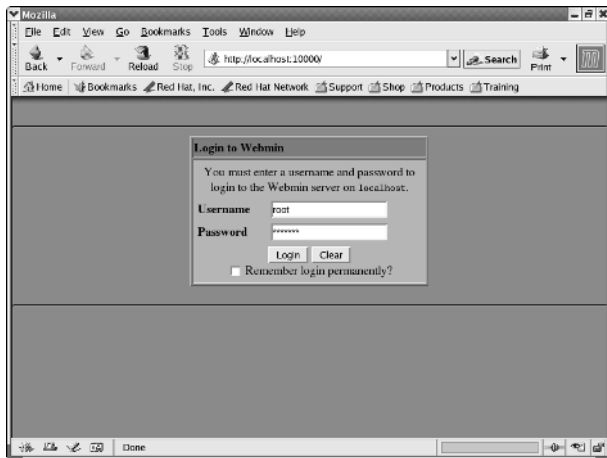 Mozilla
File Edit View Go Bookmarks Tools Window Help
Back Forward Reload Stop http://localhost:10000/ Search Print
Home Bookmarks Red Hat, Inc. Red Hat Network Support Shop Products Training
Login to Webmin
You must enter a username and password to
login to the Webmin server on localhost.
Username root
Password *******
Login Clear
Remember login permanently?
Done